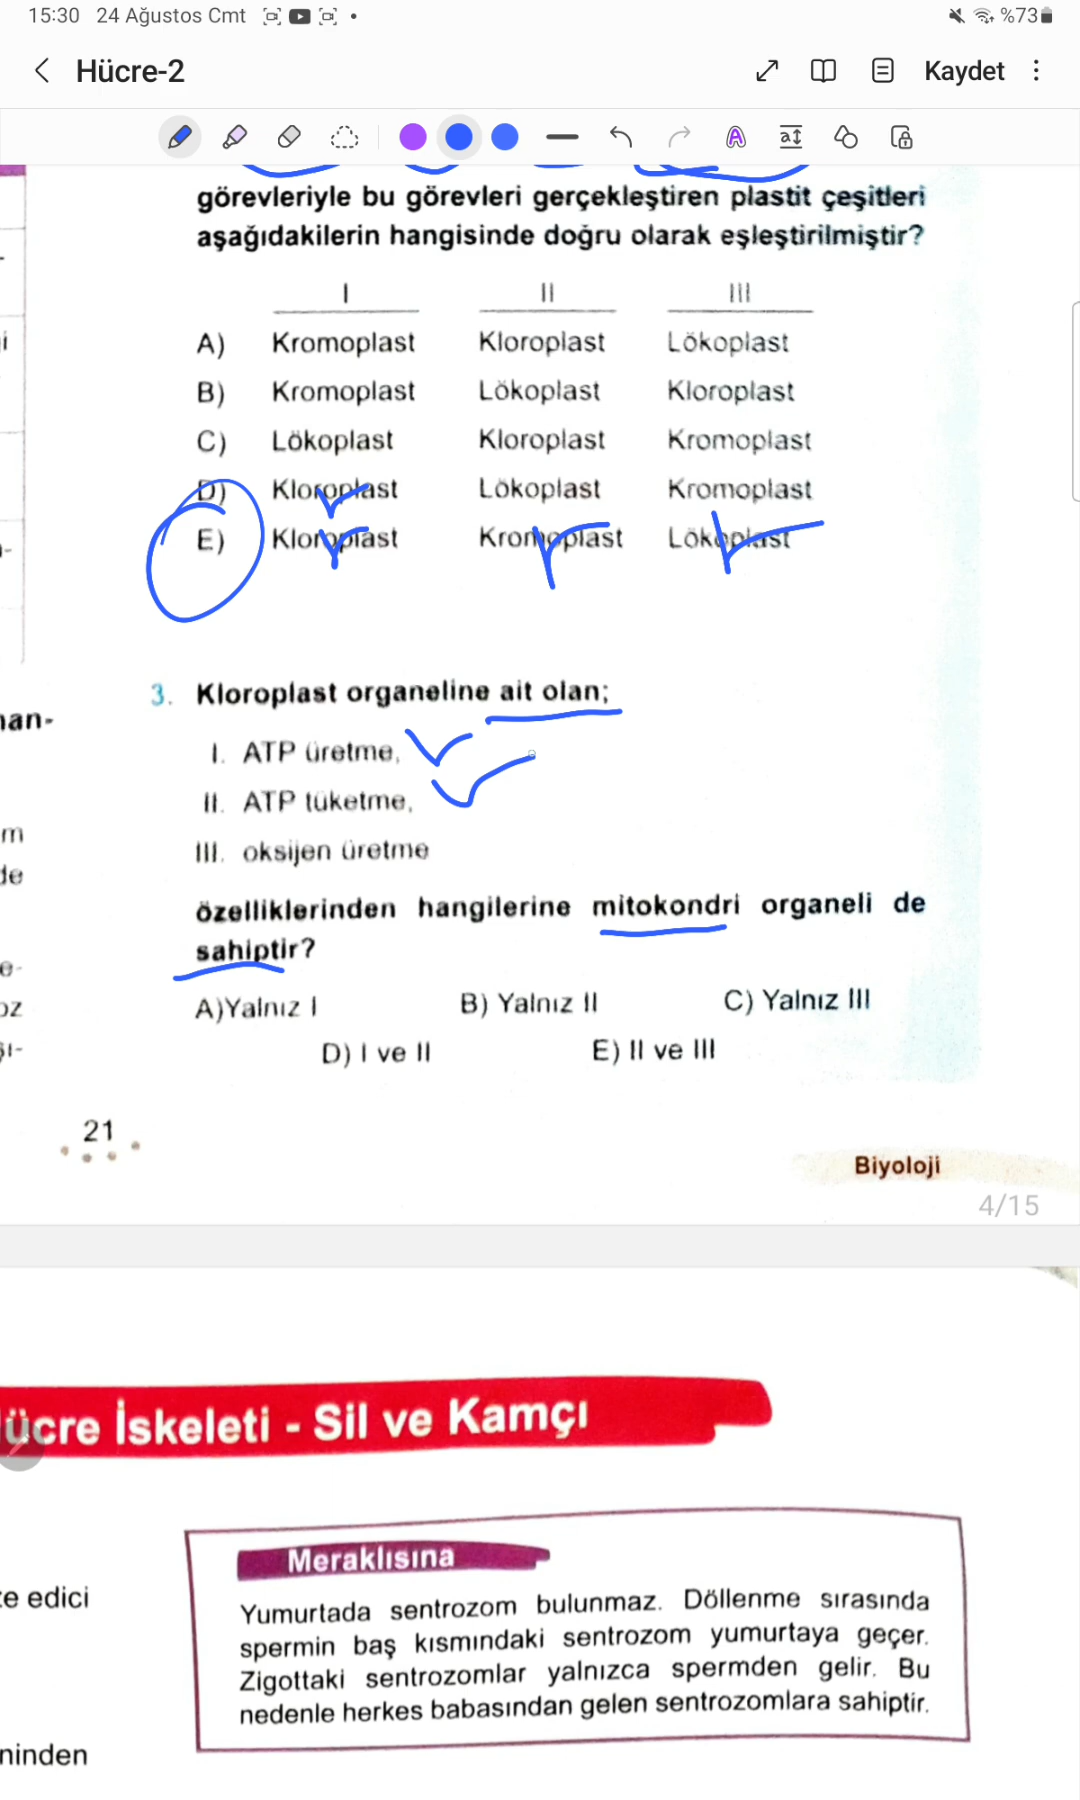 15:30 24 Ağustos Cmt
%73
Hücre-2
Kaydet
görevleriyle bu görevleri gerçekleştiren plastit çeşitleri
aşağıdakilerin hangisinde doğru olarak eşleştirilmiştir?
I II III
A) Kromoplast Kloroplast Lökoplast
B) Kromoplast Lökoplast Kloroplast
C) Lökoplast Kloroplast Kromoplast
D) Kloroplast Lökoplast Kromoplast
E) Kloroplast Kromoplast Lökoplast
3. Kloroplast organeline ait olan;
I. ATP üretme,
II. ATP tüketme,
III. oksijen üretme
özelliklerinden hangilerine mitokondri organeli de
sahiptir?
A)Yalnız I B) Yalnız II C) Yalnız III
D) I ve II E) II ve III
21
Biyoloji
4/15
ücre İskeleti - Sil ve Kamçı
Meraklısına
Yumurtada sentrozom bulunmaz. Döllenme sırasında
spermin baş kısmındaki sentrozom yumurtaya geçer.
Zigottaki sentrozomlar yalnızca spermden gelir. Bu
nedenle herkes babasından gelen sentrozomlara sahiptir.
edici
ninden